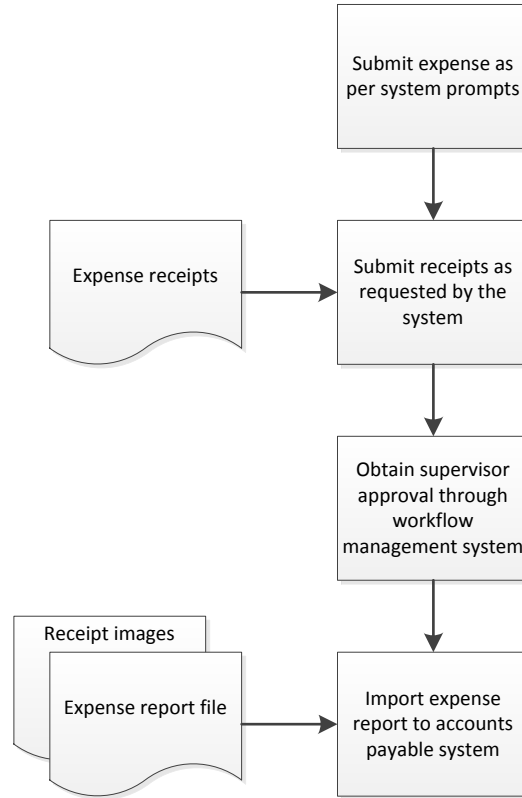 Submit expense as
per system prompts
Expense receipts
Submit receipts as
requested by the
system
Obtain supervisor
approval through
workflow
management system
Receipt images
Expense report file
Import expense
report to accounts
payable system